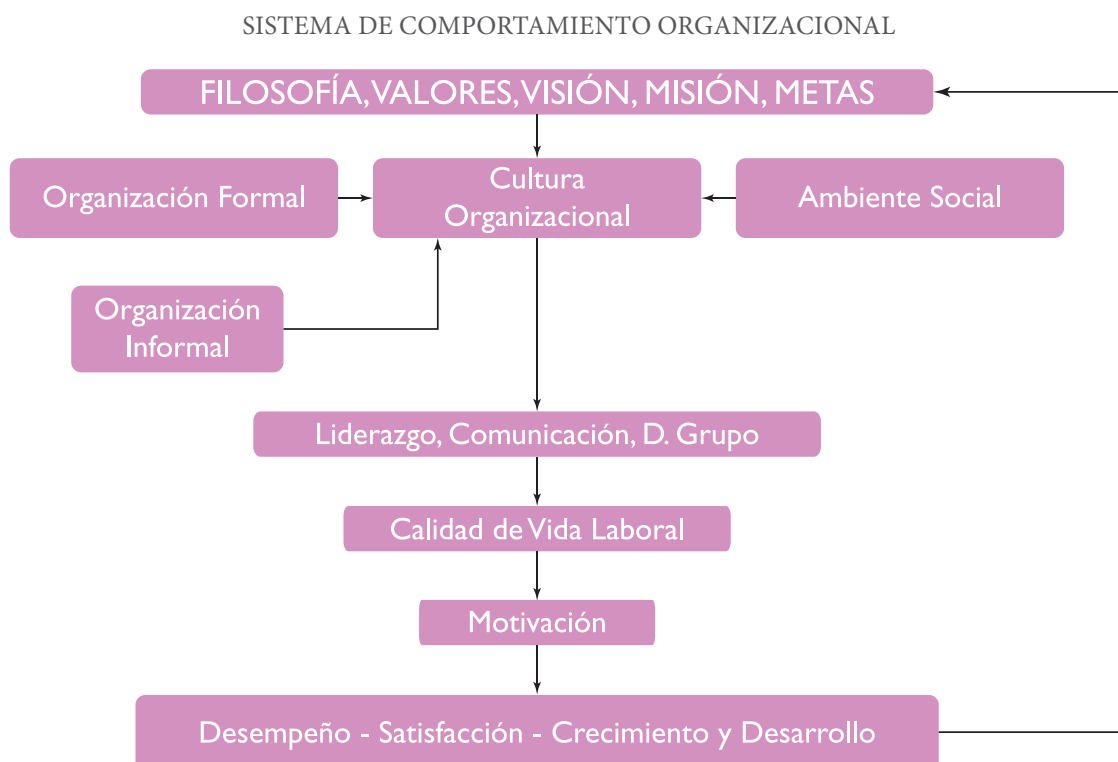 SISTEMA DE COMPORTAMIENTO ORGANIZACIONAL
FILOSOFÍA, VALORES, VISIÓN, MISIÓN, METAS
Organización Formal
Cultura
Organizacional
Ambiente Social
Organización
Informal
Liderazgo, Comunicación, D. Grupo
Calidad de Vida Laboral
Motivación
Desempeño - Satisfacción - Crecimiento y Desarrollo